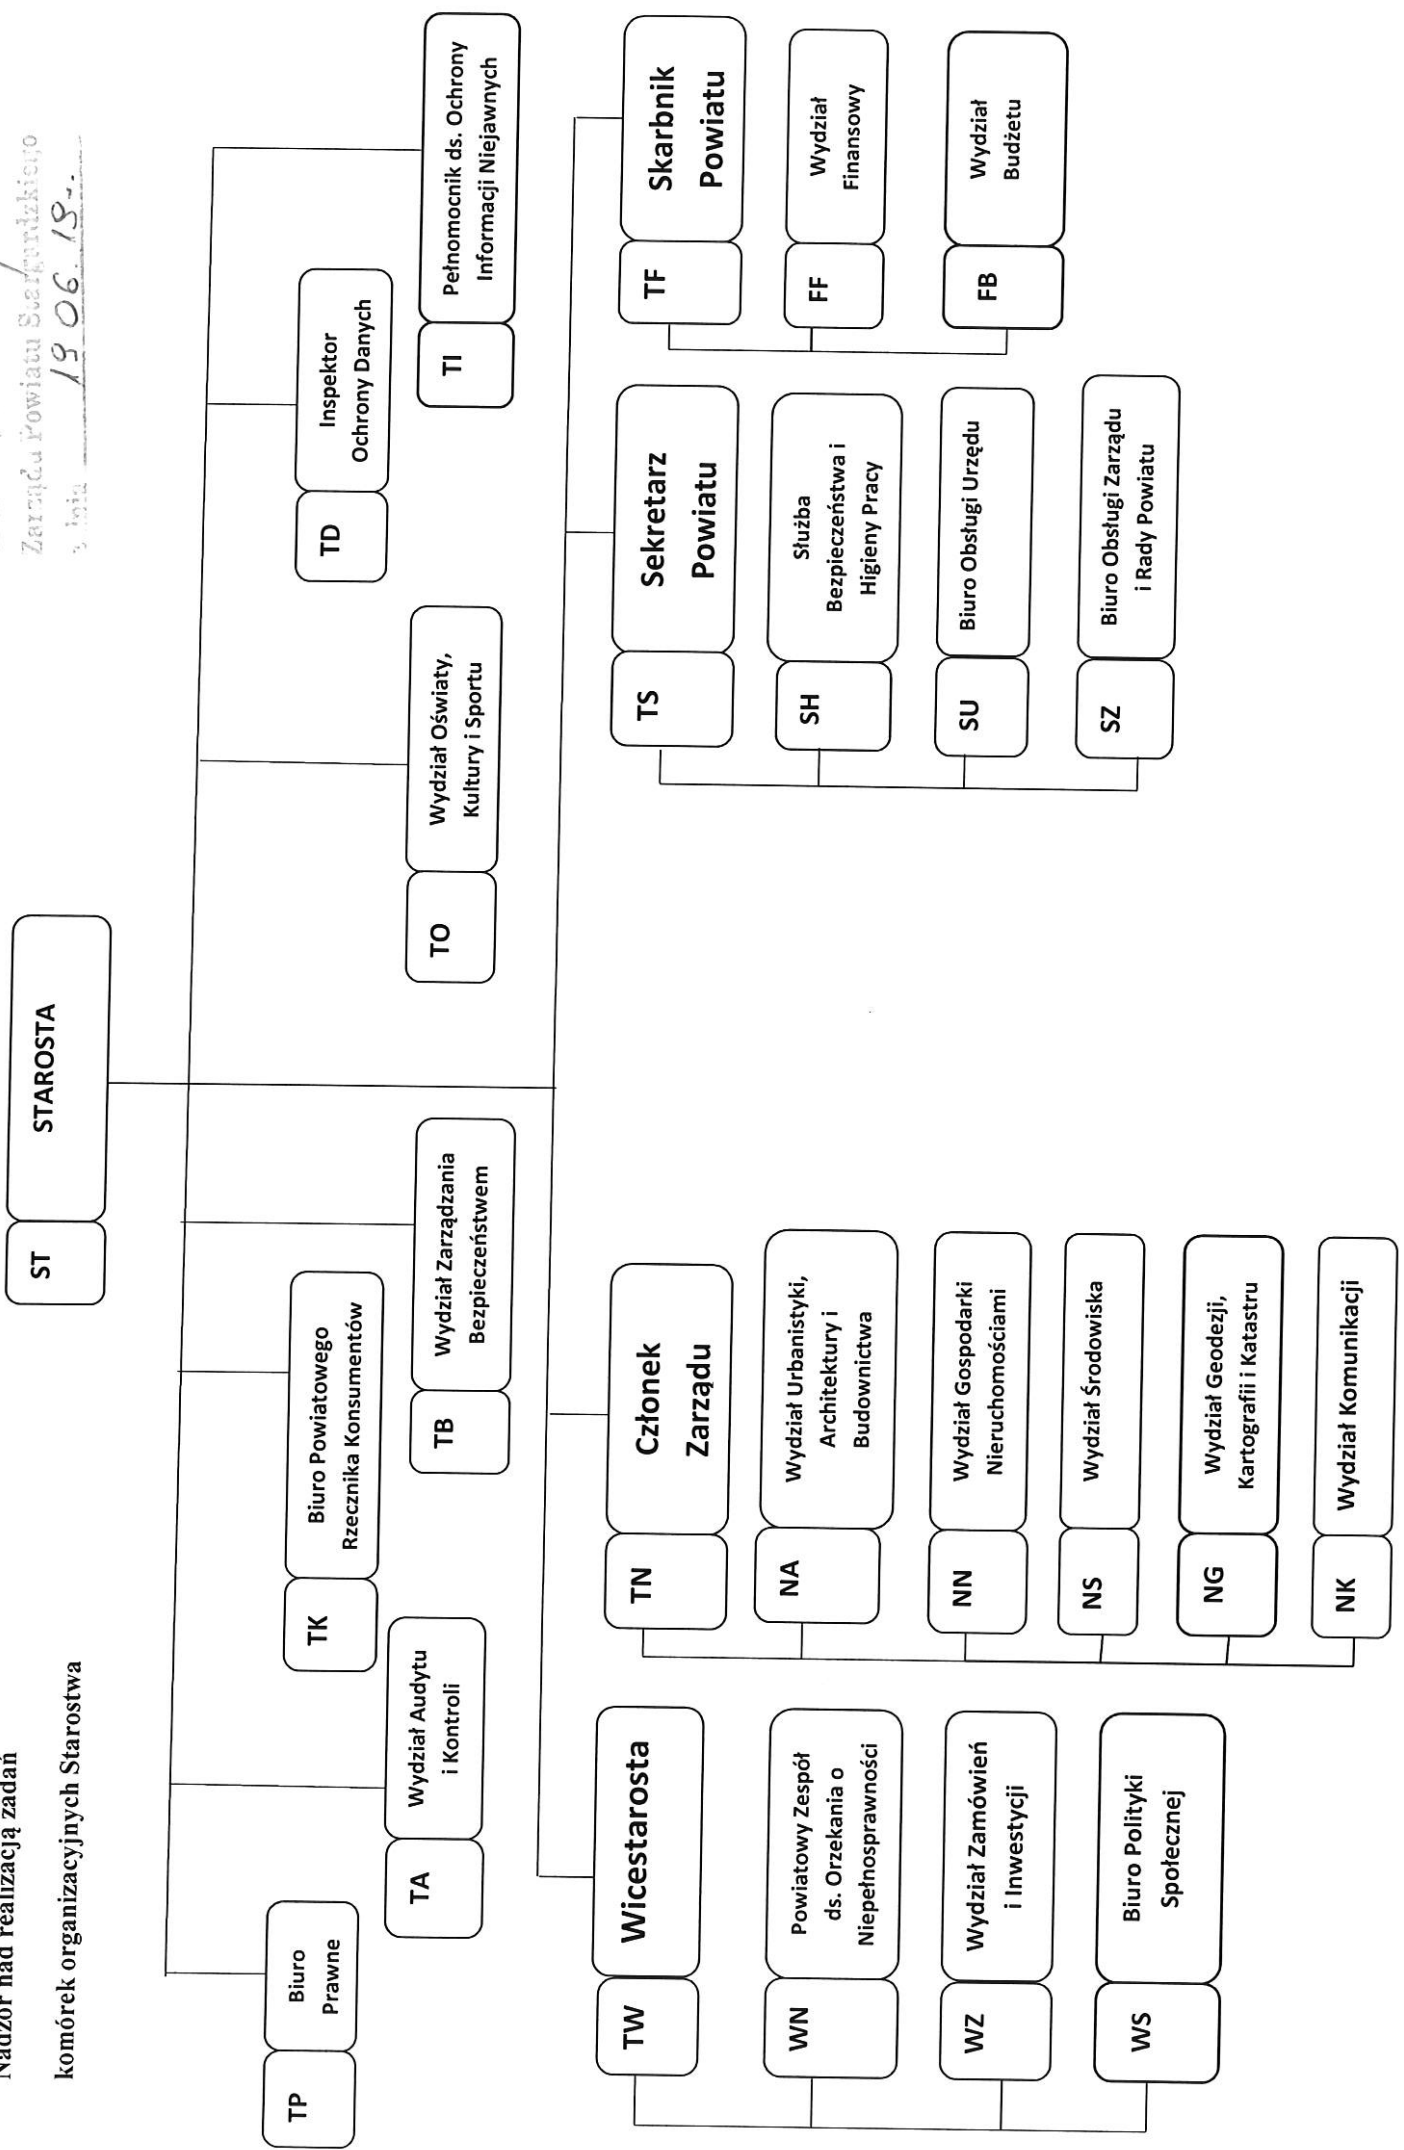 Nadzór nad realizacją zadań
komórek organizacyjnych Starostwa
Zarządu Powiatu Stargardzkiego
19 06 19
ST
STAROSTA
TP
Biuro
Prawne
TK
Biuro Powiatowego
Rzecznika Konsumentów
TD
Inspektor
Ochrony Danych
TA
Wydział Audytu
i Kontroli
TB
Wydział Zarządzania
Bezpieczeństwem
TO
Wydział Oświaty,
Kultury i Sportu
TI
Pełnomocnik ds. Ochrony
Informacji Niejawnych
TW
Wicestarosta
WN
Powiatowy Zespół
ds. Orzekania o
Niepełnosprawności
WZ
Wydział Zamówień
i Inwestycji
WS
Biuro Polityki
Społecznej
TN
Członek
Zarządu
NA
Wydział Urbanistyki,
Architektury i
Budownictwa
NN
Wydział Gospodarki
Nieruchomościami
NS
Wydział Środowiska
NG
Wydział Geodezji,
Kartografii i Katastru
NK
Wydział Komunikacji
TS
Sekretarz
Powiatu
SH
Służba
Bezpieczeństwa i
Higieny Pracy
SU
Biuro Obsługi Urzędu
SZ
Biuro Obsługi Zarządu
i Rady Powiatu
TF
Skarbnik
Powiatu
FF
Wydział
Finansowy
FB
Wydział
Budżetu